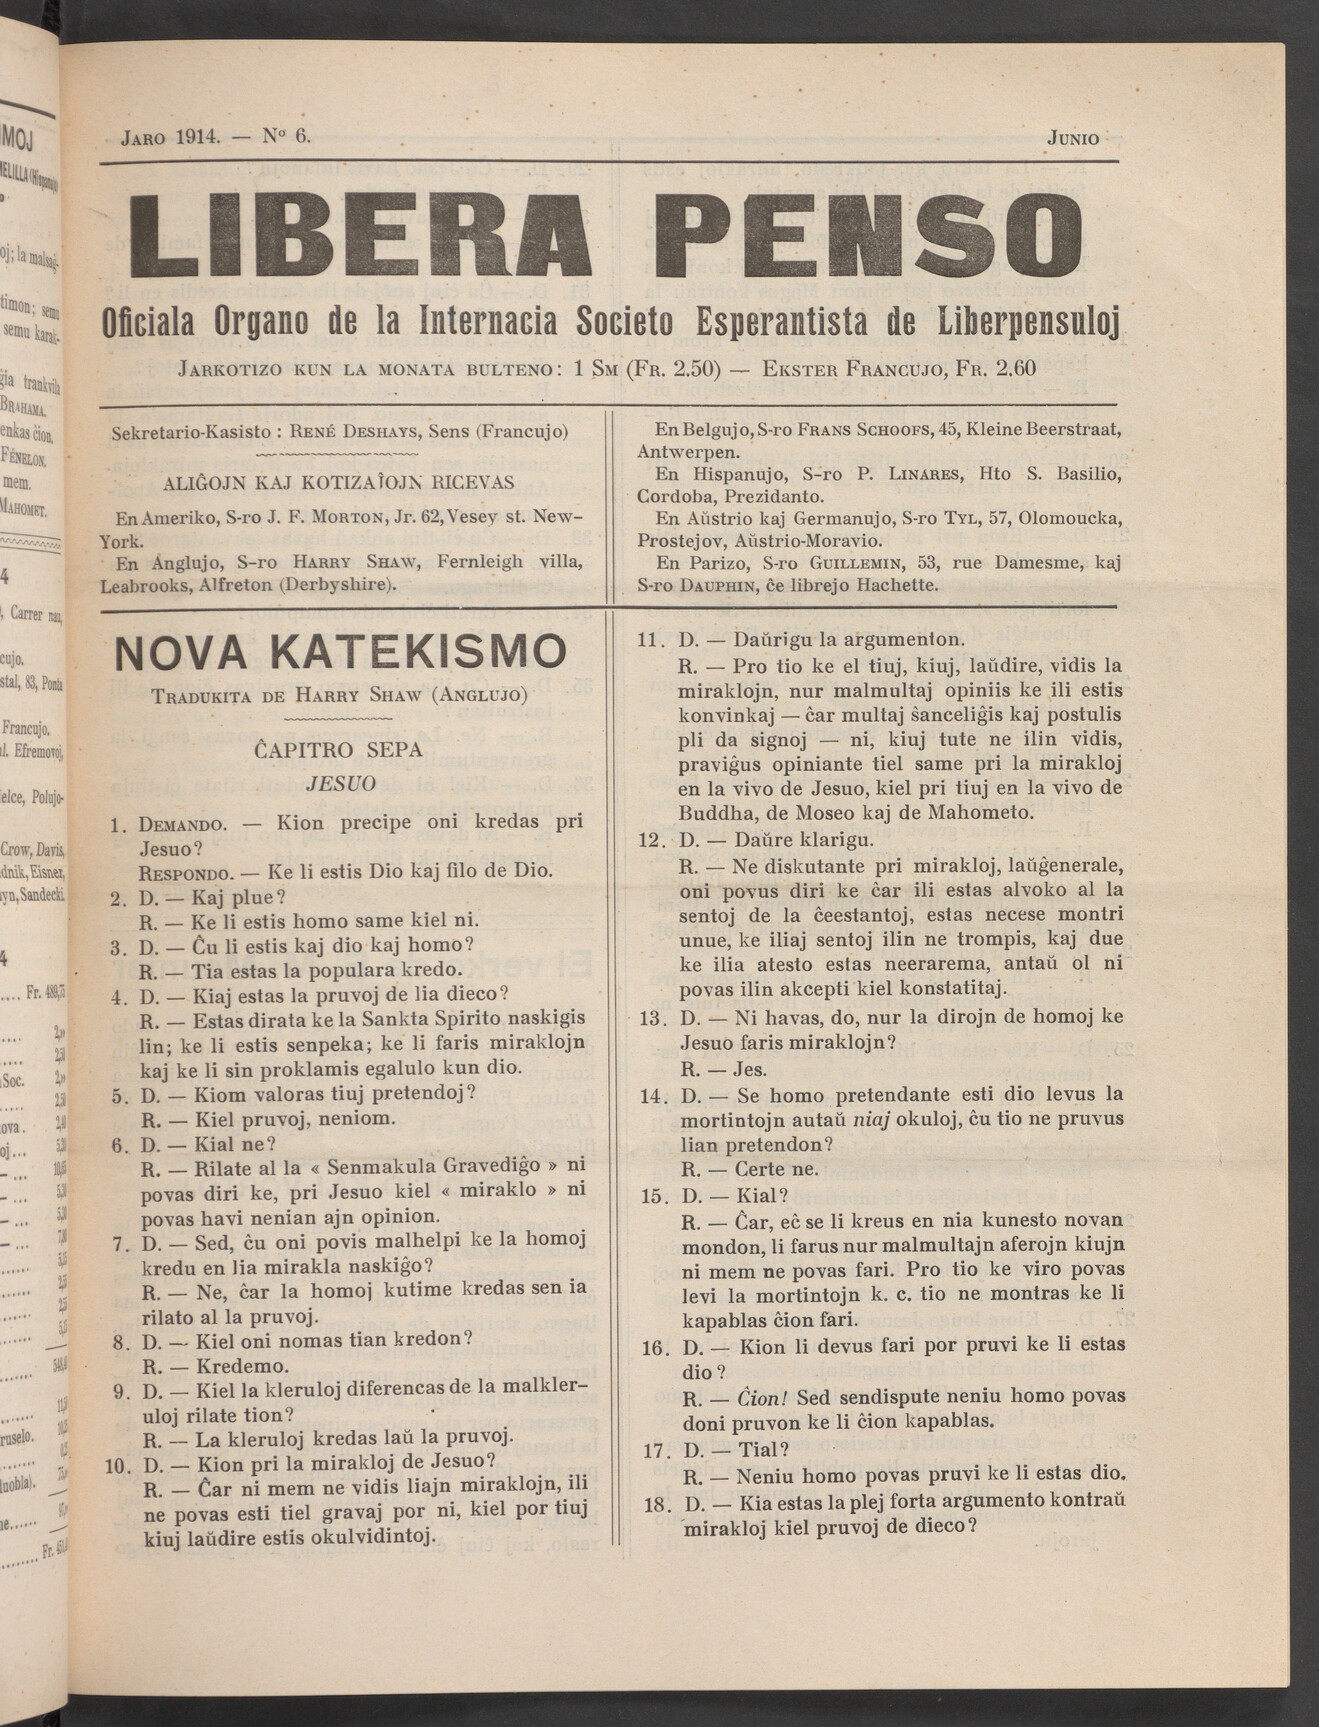 JARO 1914. — Nº 6.
JUNIO
LIBERA PENSO
Oficiala Organo de la Internacia Societo Esperantista de Liberpensuloj
JARKOTIZO KUN LA MONATA BULTENO: 1 SM (FR. 2.50) — EKSTER FRANCUJO, FR. 2.60
Sekretario-Kasisto : RENÉ DESHAYS, Sens (Francujo)
ALIĜOJN KAJ KOTIZAĴOJN RICEVAS
En Ameriko, S-ro J. F. MORTON, Jr. 62, Vesey st. New-
York.
En Anglujo, S-ro HARRY SHAW, Fernleigh villa,
Leabrooks, Alfreton (Derbyshire).
En Belgujo, S-ro FRANS SCHOOFS, 45, Kleine Beerstraat,
Antwerpen.
En Hispanujo, S-ro P. LINARES, Hto S. Basilio,
Cordoba, Prezidanto.
En Aŭstrio kaj Germanujo, S-ro TYL, 57, Olomoucka,
Prostejov, Aŭstrio-Moravio.
En Parizo, S-ro GUILLEMIN, 53, rue Damesme, kaj
S-ro DAUPHIN, ĉe librejo Hachette.
NOVA KATEKISMO
TRADUKITA DE HARRY SHAW (ANGLUJO)
ĈAPITRO SEPA
JESUO
1. DEMANDO. — Kion precipe oni kredas pri
Jesuo?
RESPONDO. — Ke li estis Dio kaj filo de Dio.
2. D. — Kaj plue?
R. — Ke li estis homo same kiel ni.
3. D. — Ĉu li estis kaj dio kaj homo?
R. — Tia estas la populara kredo.
4. D. — Kiaj estas la pruvoj de lia dieco?
R. — Estas dirata ke la Sankta Spirito naskigis
lin; ke li estis senpeka; ke li faris miraklojn
kaj ke li sin proklamis egalulo kun dio.
5. D. — Kiom valoras tiuj pretendoj?
R. — Kiel pruvoj, neniom.
6. D. — Kial ne?
R. — Rilate al la « Senmakula Gravediĝo » ni
povas diri ke, pri Jesuo kiel « miraklo » ni
povas havi nenian ajn opinion.
7. D. — Sed, ĉu oni povis malhelpi ke la homoj
kredu en lia mirakla naskiĝo?
R. — Ne, ĉar la homoj kutime kredas sen ia
rilato al la pruvoj.
8. D. — Kiel oni nomas tian kredon?
R. — Kredemo.
9. D. — Kiel la kleruloj diferencas de la malkler-
uloj rilate tion?
R. — La kleruloj kredas laŭ la pruvoj.
10. D. — Kion pri la mirakloj de Jesuo?
R. — Ĉar ni mem ne vidis liajn miraklojn, ili
ne povas esti tiel gravaj por ni, kiel por tiuj
kiuj laŭdire estis okulvidintoj.
11. D. — Daŭrigu la argumenton.
R. — Pro tio ke el tiuj, kiuj, laŭdire, vidis la
miraklojn, nur malmultaj opiniis ke ili estis
konvinkaj — ĉar multaj ŝanceliĝis kaj postulis
pli da signoj — ni, kiuj tute ne ilin vidis,
praviĝus opiniante tiel same pri la mirakloj
en la vivo de Jesuo, kiel pri tiuj en la vivo de
Buddha, de Moseo kaj de Mahometo.
12. D. — Daŭre klarigu.
R. — Ne diskutante pri mirakloj, laŭĝenerale,
oni povus diri ke ĉar ili estas alvoko al la
sentoj de la ĉeestantoj, estas necese montri
unue, ke iliaj sentoj ilin ne trompis, kaj due
ke ilia atesto estas neerarema, antaŭ ol ni
povas ilin akcepti kiel konstatitaj.
13. D. — Ni havas, do, nur la dirojn de homoj ke
Jesuo faris miraklojn?
R. — Jes.
14. D. — Se homo pretendante esti dio levus la
mortintojn autaŭ niaj okuloj, ĉu tio ne pruvus
lian pretendon?
R. — Certe ne.
15. D. — Kial?
R. — Ĉar, eĉ se li kreus en nia kunesto novan
mondon, li farus nur malmultajn aferojn kiujn
ni mem ne povas fari. Pro tio ke viro povas
levi la mortintojn k. c. tio ne montras ke li
kapablas ĉion fari.
16. D. — Kion li devus fari por pruvi ke li estas
dio?
R. — Ĉion! Sed sendispute neniu homo povas
doni pruvon ke li ĉion kapablas.
17. D. — Tial?
R. — Neniu homo povas pruvi ke li estas dio.
18. D. — Kia estas la plej forta argumento kontraŭ
mirakloj kiel pruvoj de dieco?